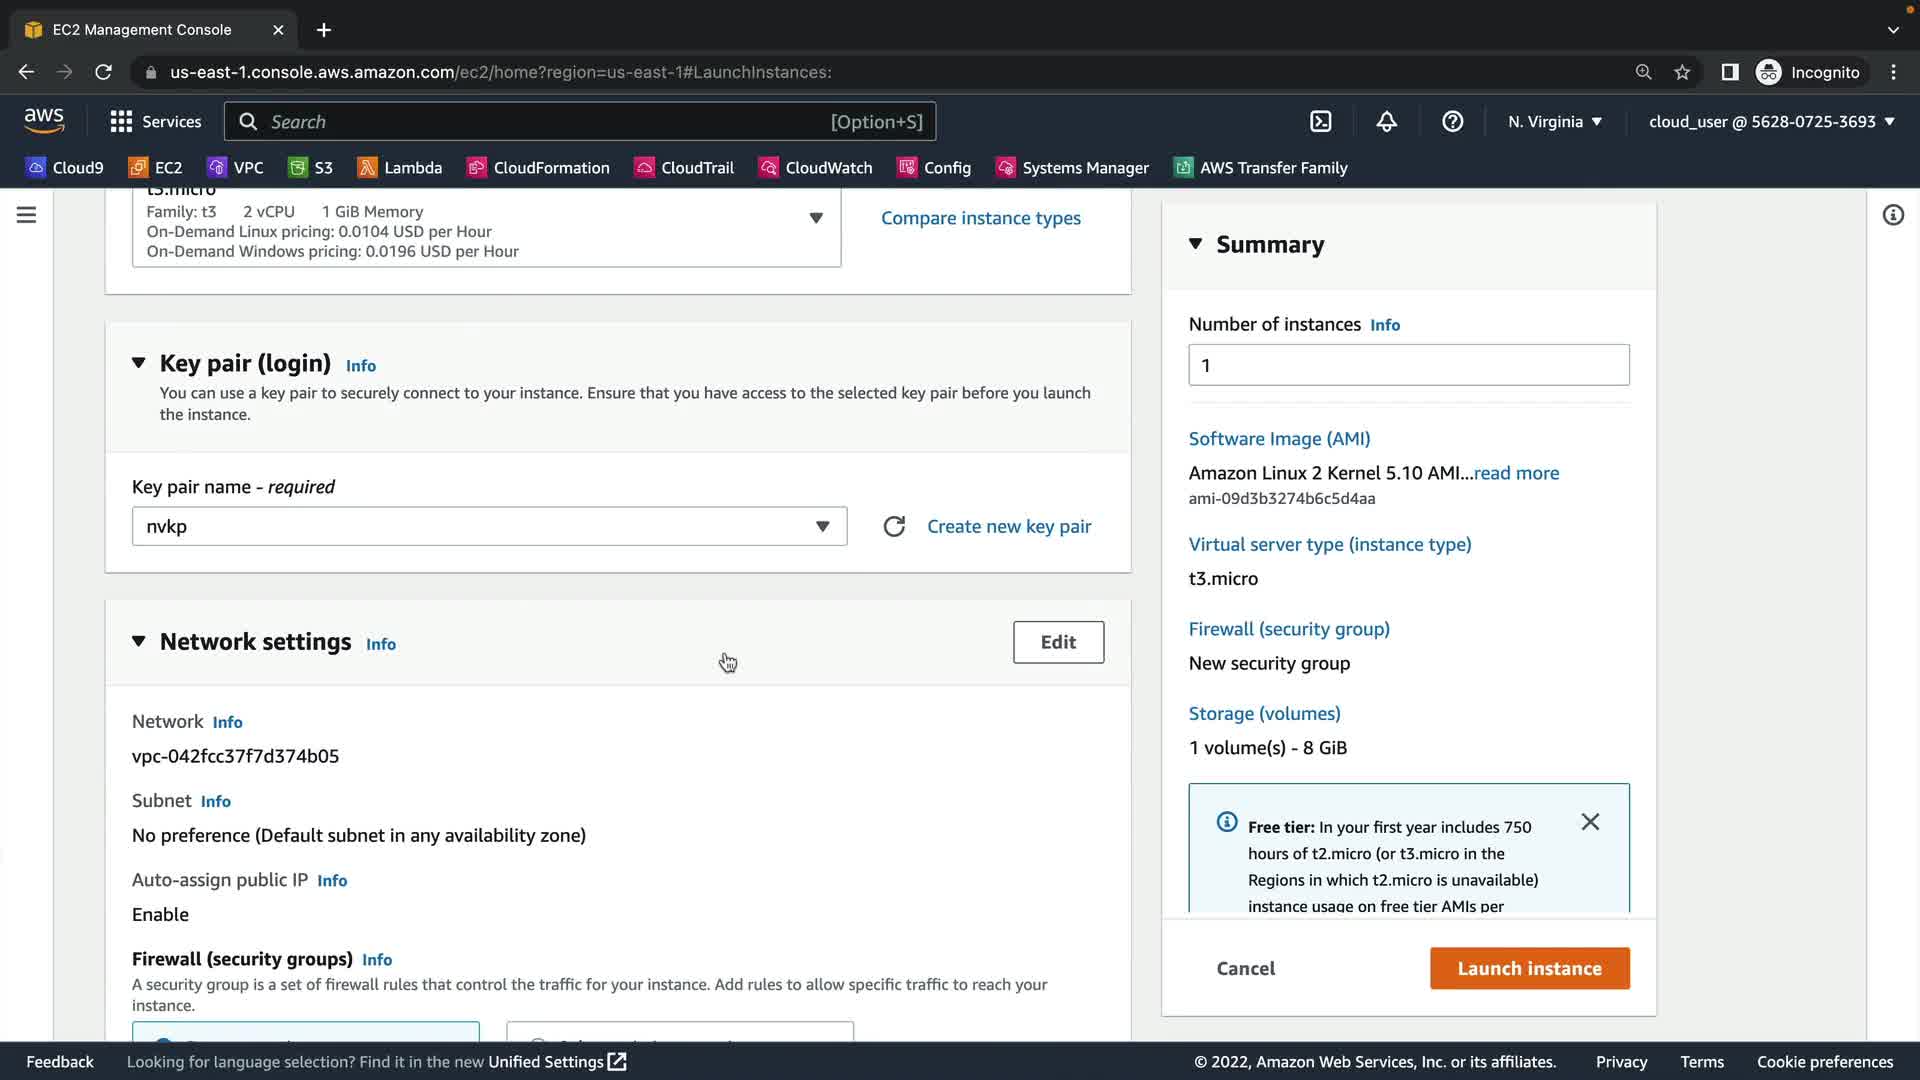 EC2 Management Console
us-east-1.console.aws.amazon.com/ec2/home?region=us-east-1#LaunchInstances:
Incognito
aws
Services
Search
[Option+S]
N. Virginia
cloud_user @ 5628-0725-3693
Cloud9
EC2
VPC
S3
Lambda
CloudFormation
CloudTrail
CloudWatch
Config
Systems Manager
AWS Transfer Family
t3.micro
Family: t3 2 vCPU 1 GiB Memory
On-Demand Linux pricing: 0.0104 USD per Hour
On-Demand Windows pricing: 0.0196 USD per Hour
Compare instance types
Key pair (login) Info
You can use a key pair to securely connect to your instance. Ensure that you have access to the selected key pair before you launch
the instance.
Key pair name - required
nvkp
Create new key pair
Network settings Info
Edit
Network Info
vpc-042fcc37f7d374b05
Subnet Info
No preference (Default subnet in any availability zone)
Auto-assign public IP Info
Enable
Firewall (security groups) Info
A security group is a set of firewall rules that control the traffic for your instance. Add rules to allow specific traffic to reach your
instance.
Summary
Number of instances Info
1
Software Image (AMI)
Amazon Linux 2 Kernel 5.10 AMI...read more
ami-09d3b3274b6c5d4aa
Virtual server type (instance type)
t3.micro
Firewall (security group)
New security group
Storage (volumes)
1 volume(s) - 8 GiB
Free tier: In your first year includes 750
hours of t2.micro (or t3.micro in the
Regions in which t2.micro is unavailable)
instance usage on free tier AMIs per
Cancel
Launch instance
Feedback
Looking for language selection? Find it in the new Unified Settings
© 2022, Amazon Web Services, Inc. or its affiliates.
Privacy
Terms
Cookie preferences